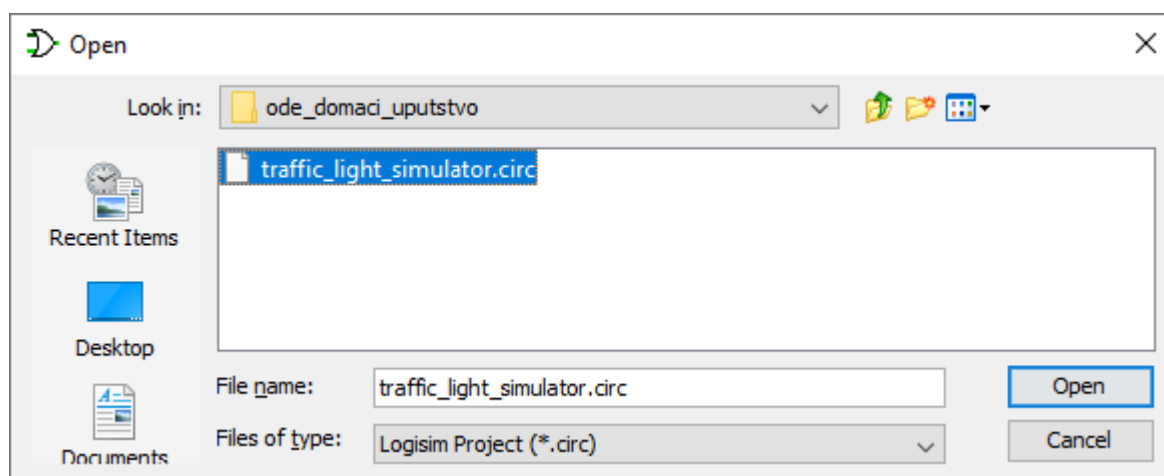 Open
Look in: ode_domaci_uputstvo
traffic_light_simulator.circ
Recent Items
Desktop
Documents
File name: traffic_light_simulator.circ Open
Files of type: Logisim Project (*.circ) Cancel